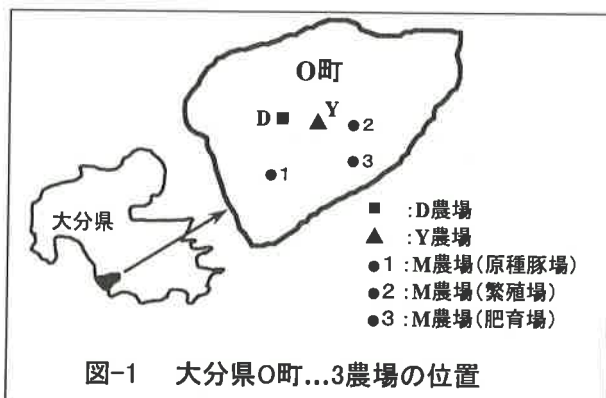 O町
D■ ▲Y ●2
●3
●1
大分県
■ :D農場
▲ :Y農場
●1 :M農場(原種豚場)
●2 :M農場(繁殖場)
●3 :M農場(肥育場)
図-1 大分県O町...3農場の位置